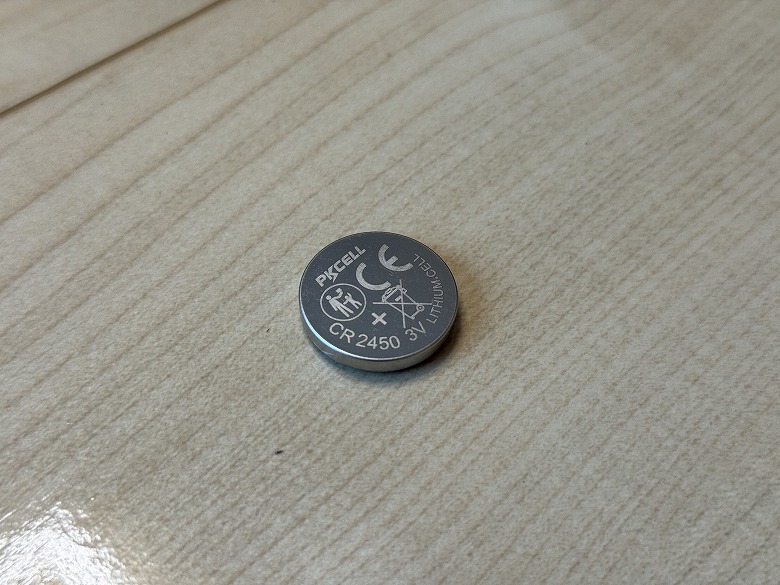 PKCELL
CE
+
CR 2450
3V LITHIUM CELL